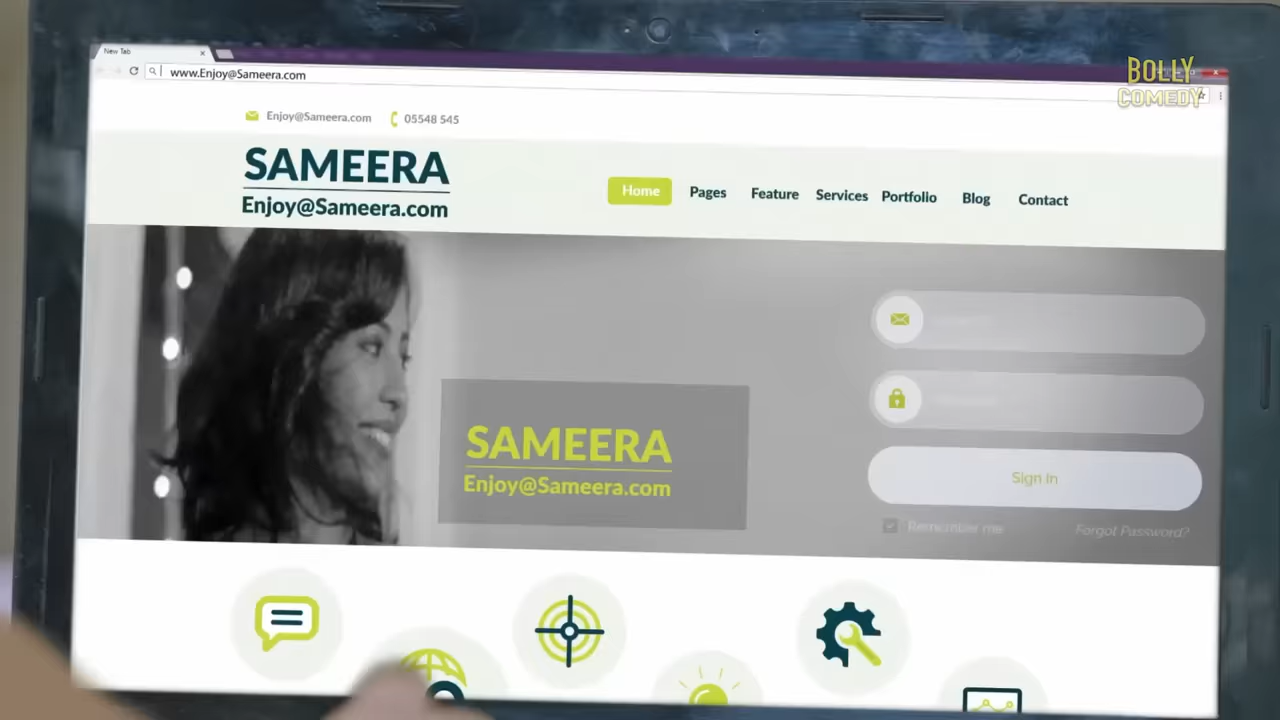 New Tab
www.Enjoy@Sameera.com
BOLLY
COMEDY
Enjoy@Sameera.com 05548 545
SAMEERA
Enjoy@Sameera.com
Home Pages Feature Services Portfolio Blog Contact
SAMEERA
Enjoy@Sameera.com
Sign In
Remember me Forgot Password?